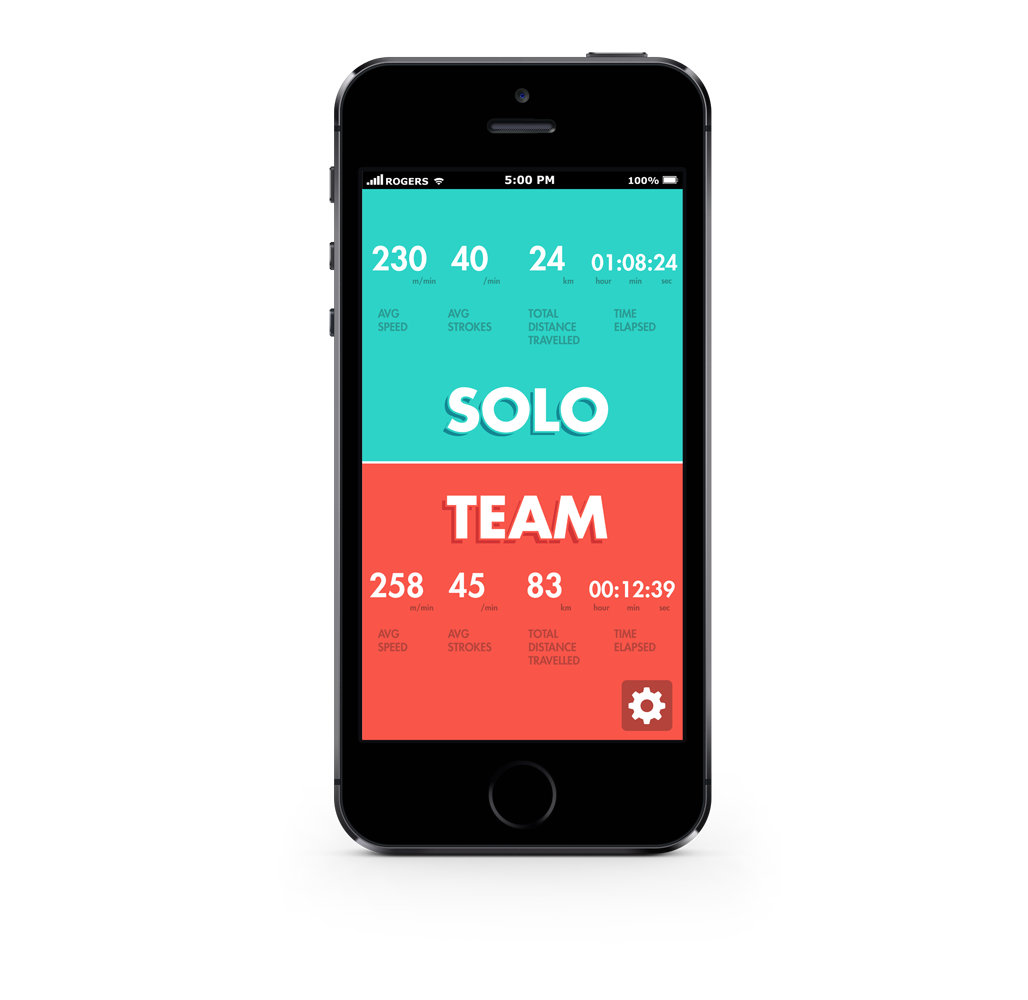 ROGERS 5:00 PM 100%
230 40 24 01:08:24
m/min /min km hour min sec
AVG AVG TOTAL TIME
SPEED STROKES DISTANCE ELAPSED
TRAVELLED
SOLO
TEAM
258 45 83 00:12:39
m/min /min km hour min sec
AVG AVG TOTAL TIME
SPEED STROKES DISTANCE ELAPSED
TRAVELLED